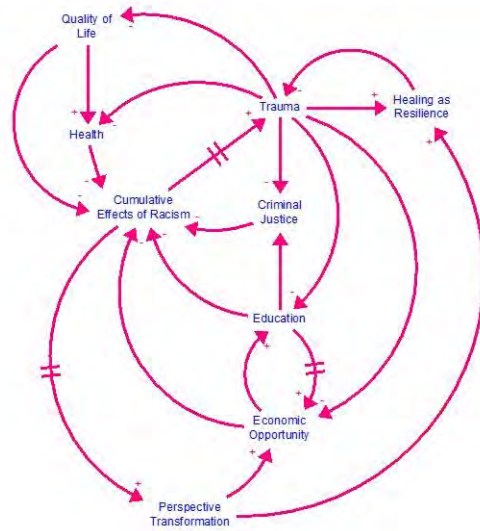 Quality of
Life
Trauma
Healing as
Resilience
Health
Cumulative
Effects of Racism
Criminal
Justice
Education
Economic
Opportunity
Perspective
Transformation